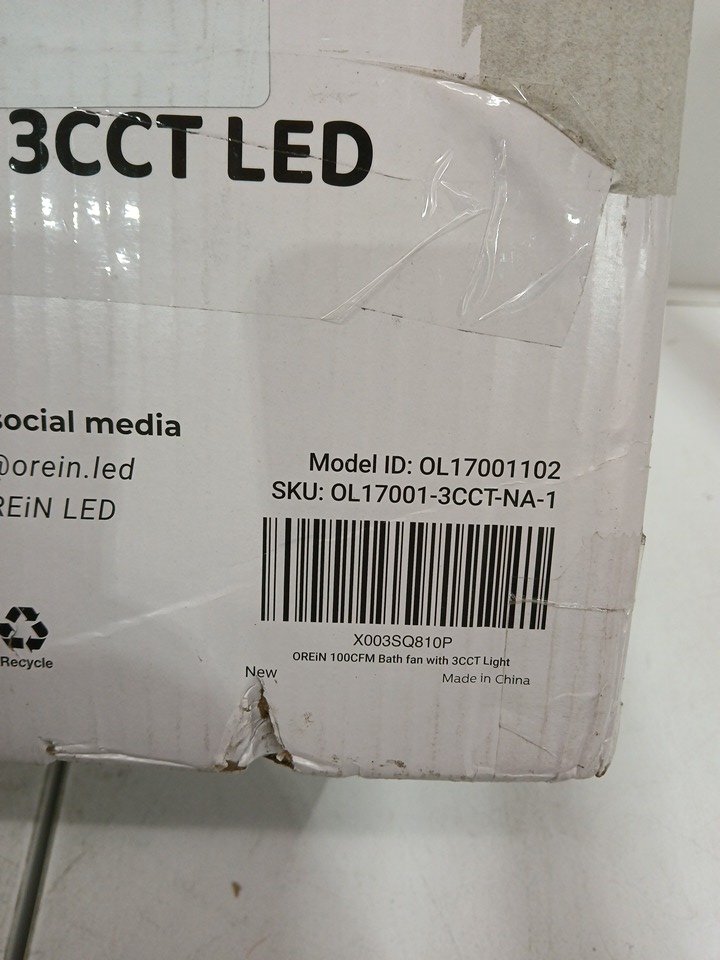 3CCT LED
social media
@orein.led
REiN LED
Model ID: OL17001102
SKU: OL17001-3CCT-NA-1
X003SQ810P
OREiN 100CFM Bath fan with 3CCT Light
New
Made in China
Recycle